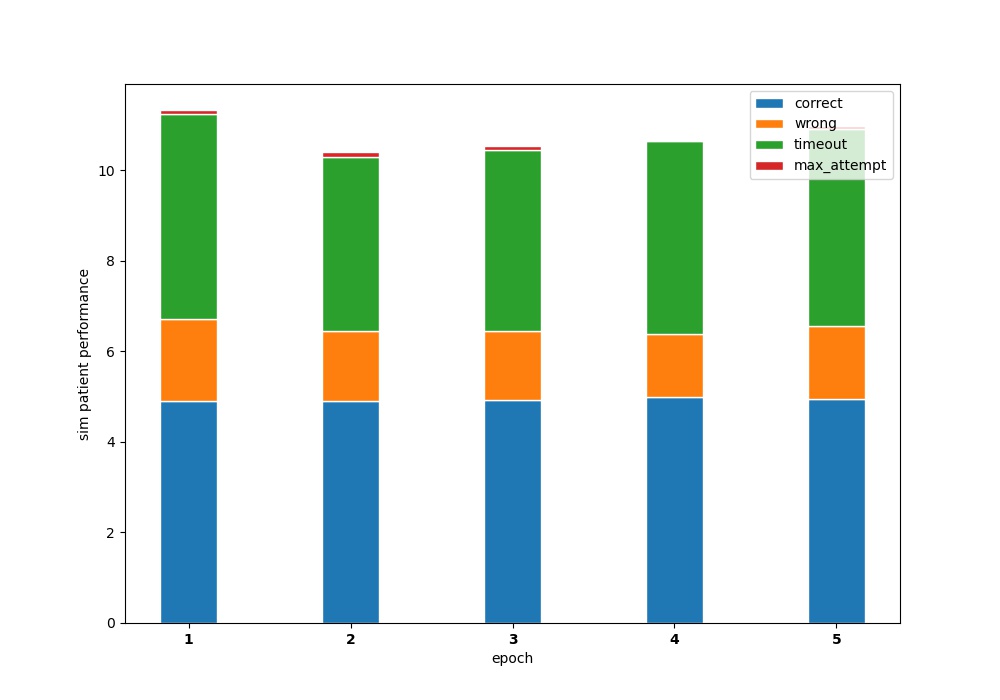 correct
wrong
timeout
max_attempt
sim patient performance
10
8
6
4
2
0
1 2 3 4 5
epoch